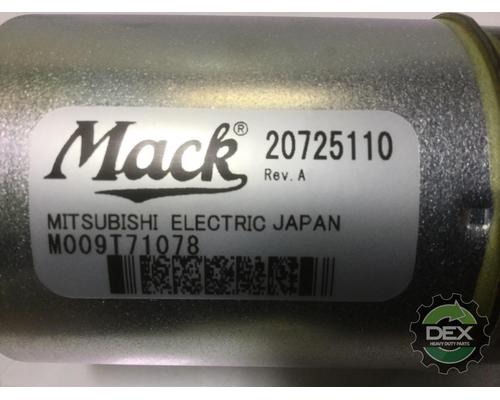 Mack® 20725110
Rev. A
MITSUBISHI ELECTRIC JAPAN
M009T71078
DEX
HEAVY DUTY PARTS